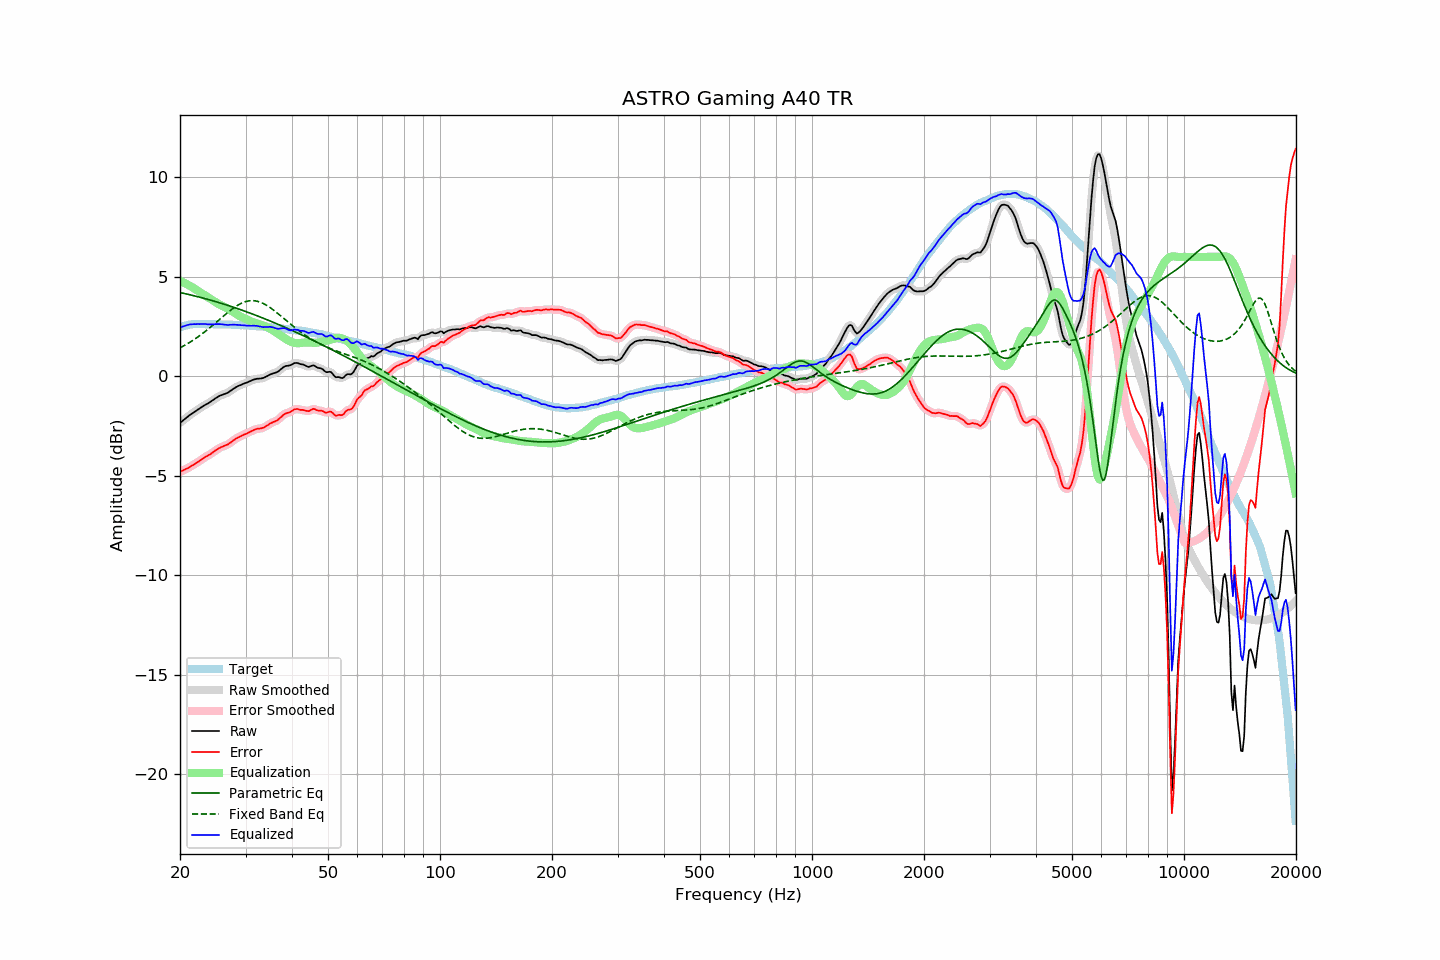 ASTRO Gaming A40 TR
Amplitude (dBr)
10
5
0
−5
−10
−15
−20
Target
Raw Smoothed
Error Smoothed
Raw
Error
Equalization
Parametric Eq
Fixed Band Eq
Equalized
20 50 100 200 500 1000 2000 5000 10000 20000
Frequency (Hz)